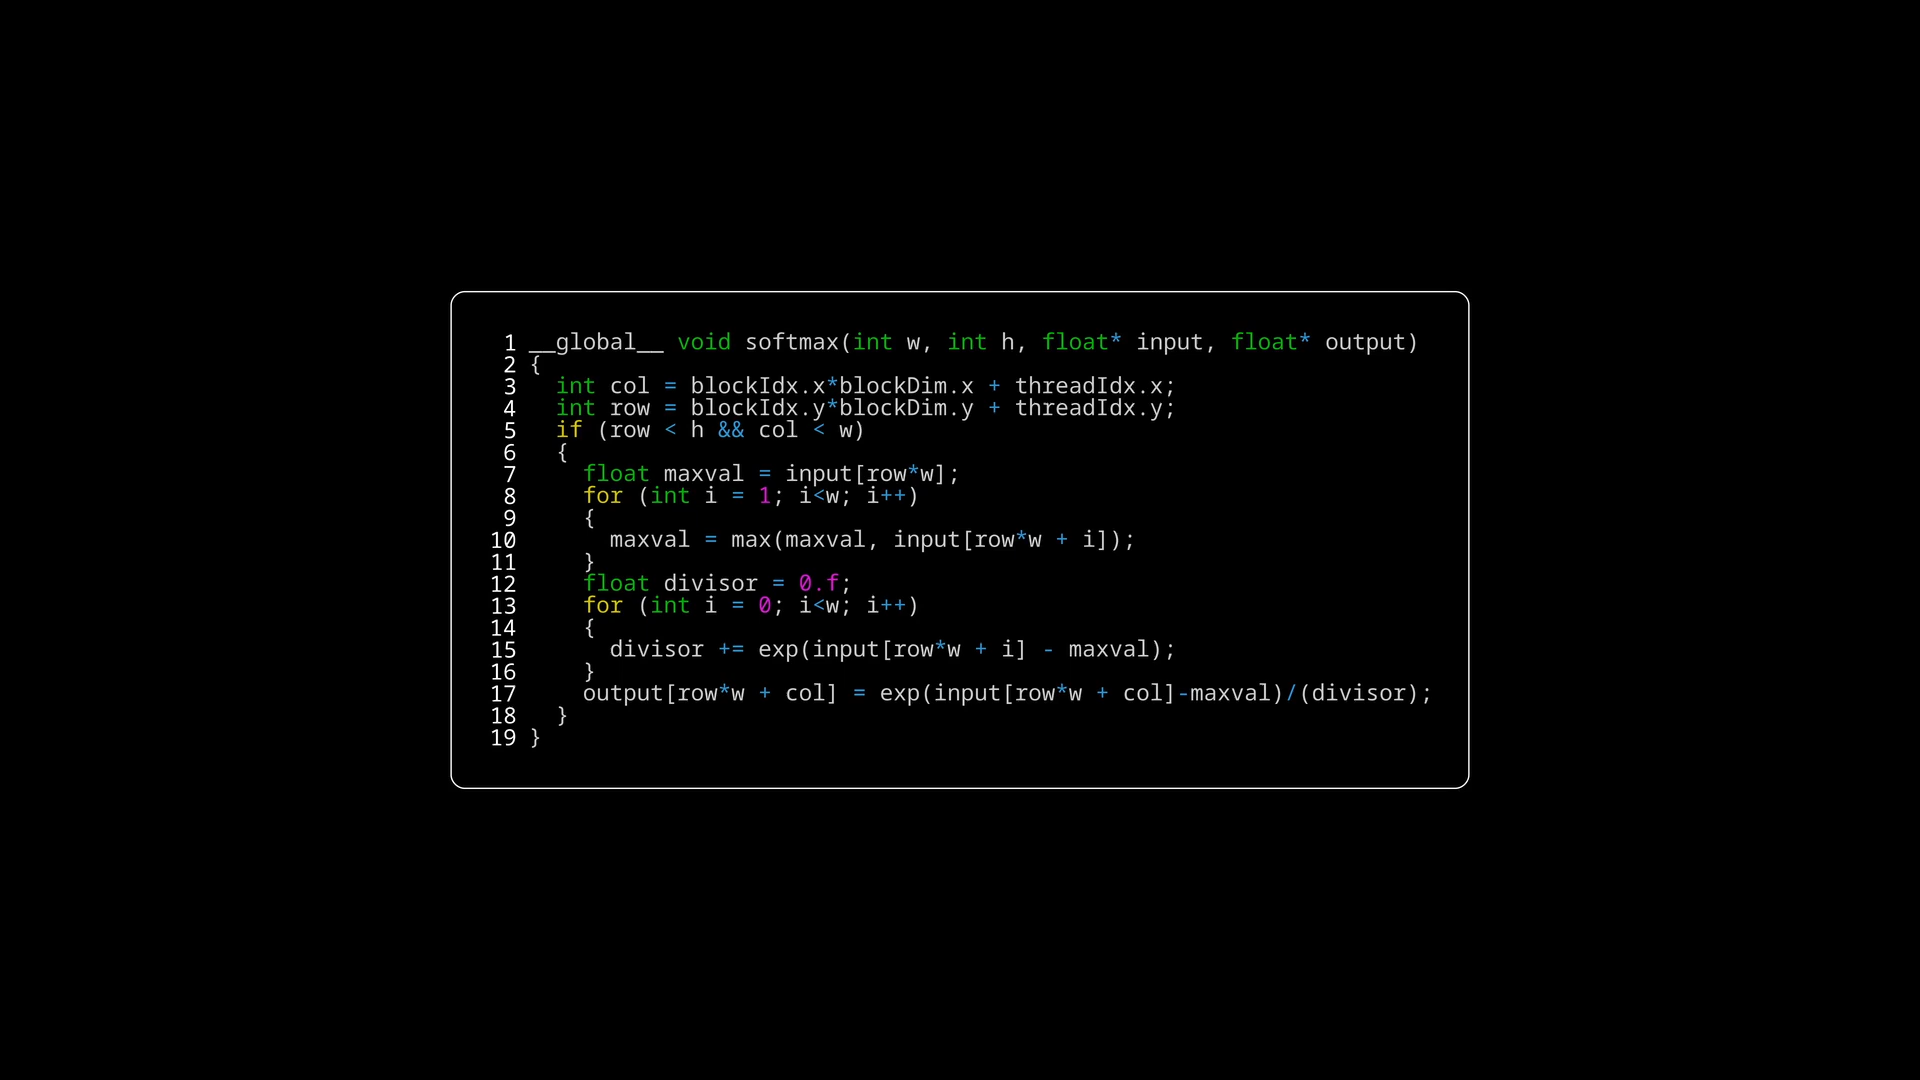 1 __global__ void softmax(int w, int h, float* input, float* output)
2 {
3   int col = blockIdx.x*blockDim.x + threadIdx.x;
4   int row = blockIdx.y*blockDim.y + threadIdx.y;
5   if (row < h && col < w)
6   {
7     float maxval = input[row*w];
8     for (int i = 1; i<w; i++)
9     {
10       maxval = max(maxval, input[row*w + i]);
11     }
12     float divisor = 0.f;
13     for (int i = 0; i<w; i++)
14     {
15       divisor += exp(input[row*w + i] - maxval);
16     }
17     output[row*w + col] = exp(input[row*w + col]-maxval)/(divisor);
18   }
19 }